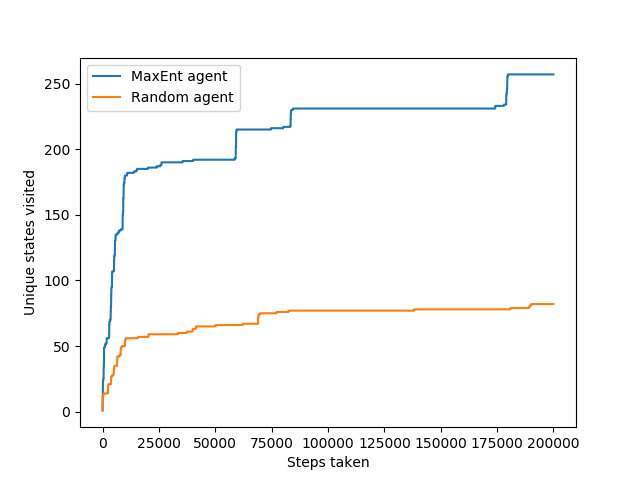 MaxEnt agent
Random agent
Unique states visited
250
200
150
100
50
0
0 25000 50000 75000 100000 125000 150000 175000 200000
Steps taken